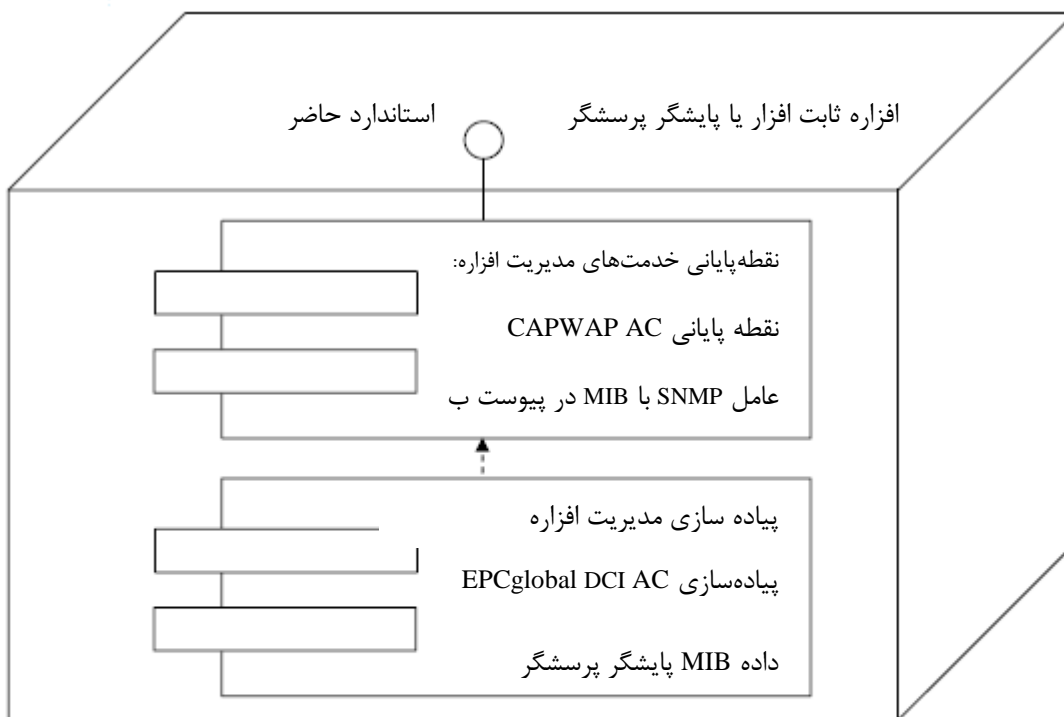 افزاره ثابت افزار یا پایشگر پرسشگر
استاندارد حاضر
نقطه‌پایانی خدمت‌های مدیریت افزاره:
نقطه پایانی CAPWAP AC
عامل SNMP با MIB در پیوست ب
پیاده سازی مدیریت افزاره
پیاده‌سازی EPCglobal DCI AC
داده MIB پایشگر پرسشگر